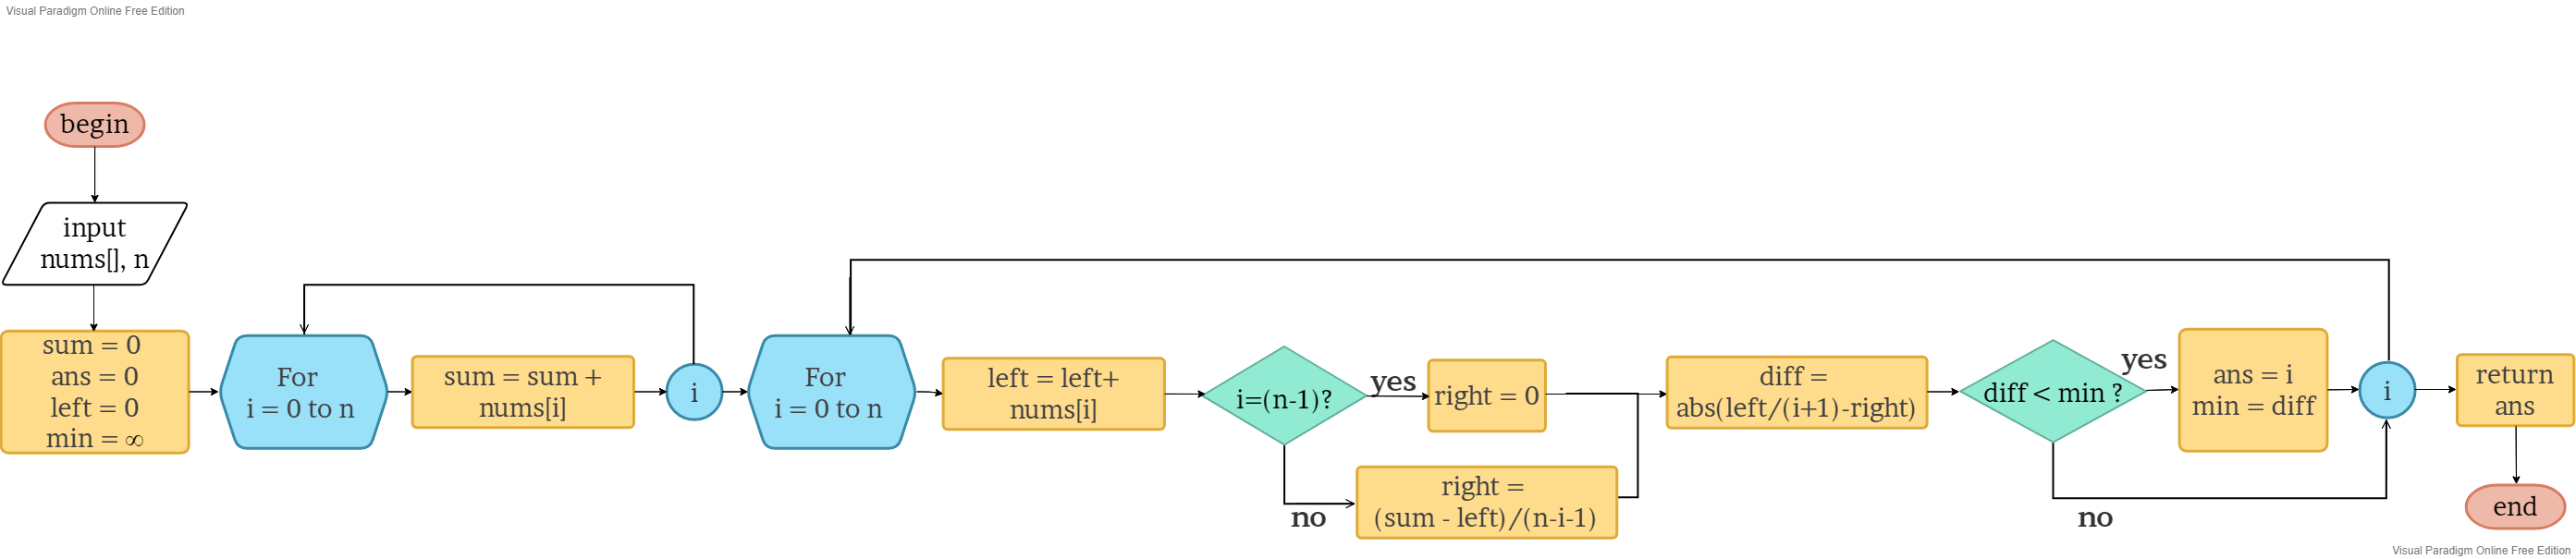 Visual Paradigm Online Free Edition
begin
input
nums[], n
sum = 0
ans = 0
left = 0
min = ∞
For
i = 0 to n
sum = sum +
nums[i]
i
For
i = 0 to n
left = left+
nums[i]
i=(n-1)?
yes
right = 0
no
right =
(sum - left)/(n-i-1)
diff =
abs(left/(i+1)-right)
diff < min ?
yes
no
ans = i
min = diff
i
return
ans
end
Visual Paradigm Online Free Edition